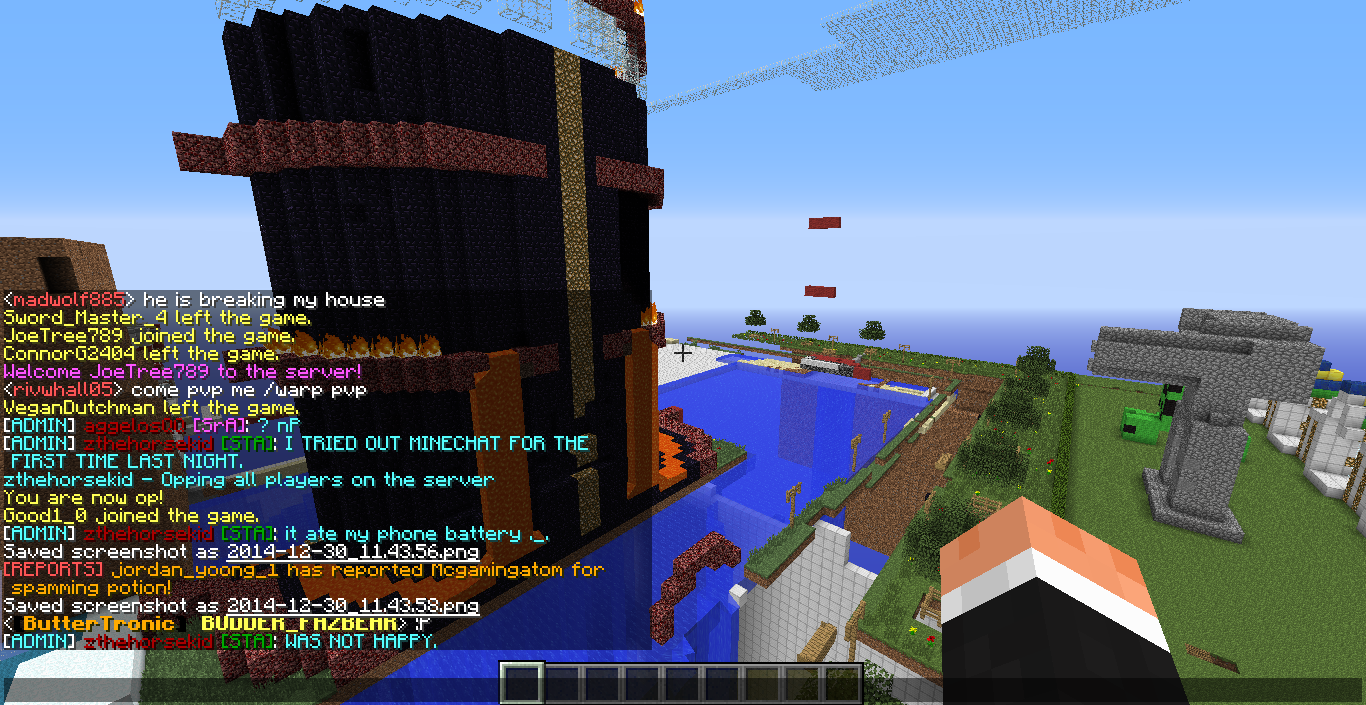 <madwolf885> he is breaking my house
Sword_Master_4 left the game.
JoeTree789 joined the game.
ConnorG2404 left the game.
Welcome JoeTree789 to the server!
<rivwhall05> come pvp me /warp pvp
VeganDutchman left the game.
[ADMIN] aggelos00 [SrA]: ? nP
[ADMIN] zthehorsekid [STA]: I TRIED OUT MINECHAT FOR THE
FIRST TIME LAST NIGHT.
zthehorsekid - Opping all players on the server
You are now op!
Good1_0 joined the game.
[ADMIN] zthehorsekid [STA]: it ate my phone battery ._.
Saved screenshot as 2014-12-30_11.43.56.png
[REPORTS] jordan_yoong_1 has reported Mcgamingatom for
spamming potion!
Saved screenshot as 2014-12-30_11.43.58.png
< ButterTronic BUDDER_FAZBEAR> :P
[ADMIN] zthehorsekid [STA]: WAS NOT HAPPY.